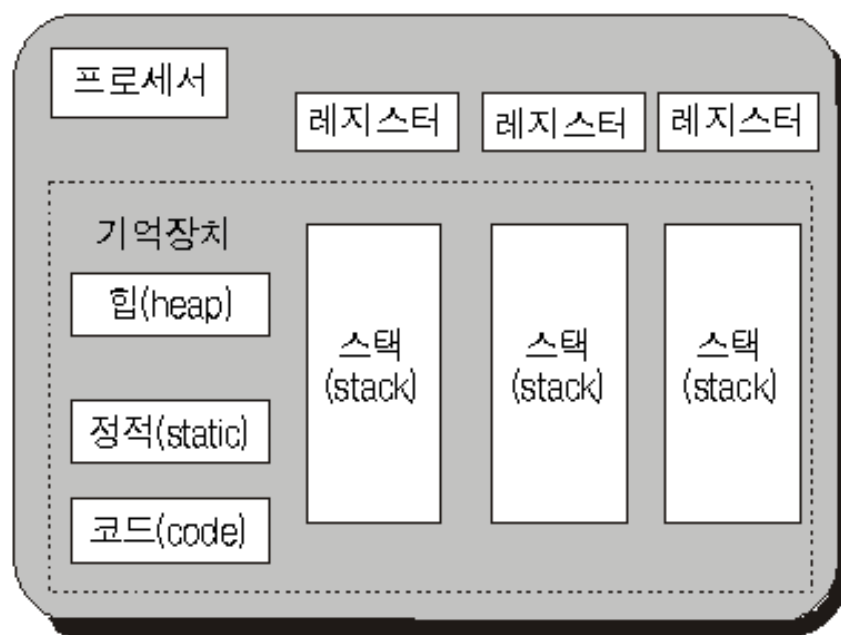 프로세서
레지스터
레지스터
레지스터
기억장치
힙(heap)
정적(static)
코드(code)
스택
(stack)
스택
(stack)
스택
(stack)